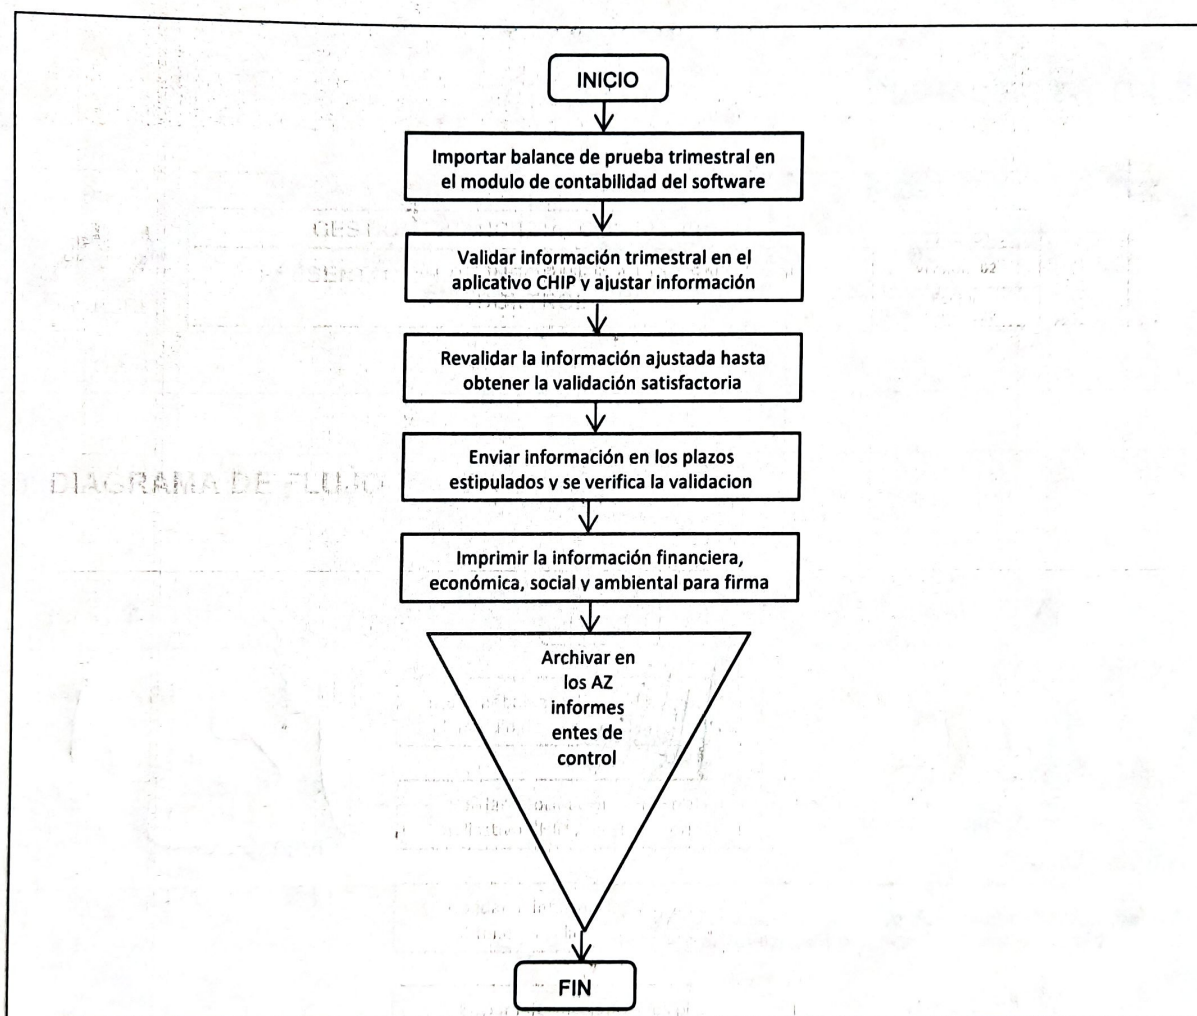 INICIO
Importar balance de prueba trimestral en
el modulo de contabilidad del software
Validar información trimestral en el
aplicativo CHIP y ajustar información
Revalidar la información ajustada hasta
obtener la validación satisfactoria
DIAGRAMA DE FLUJO
Enviar información en los plazos
estipulados y se verifica la validacion
Imprimir la información financiera,
económica, social y ambiental para firma
Archivar en
los AZ
informes
entes de
control
FIN